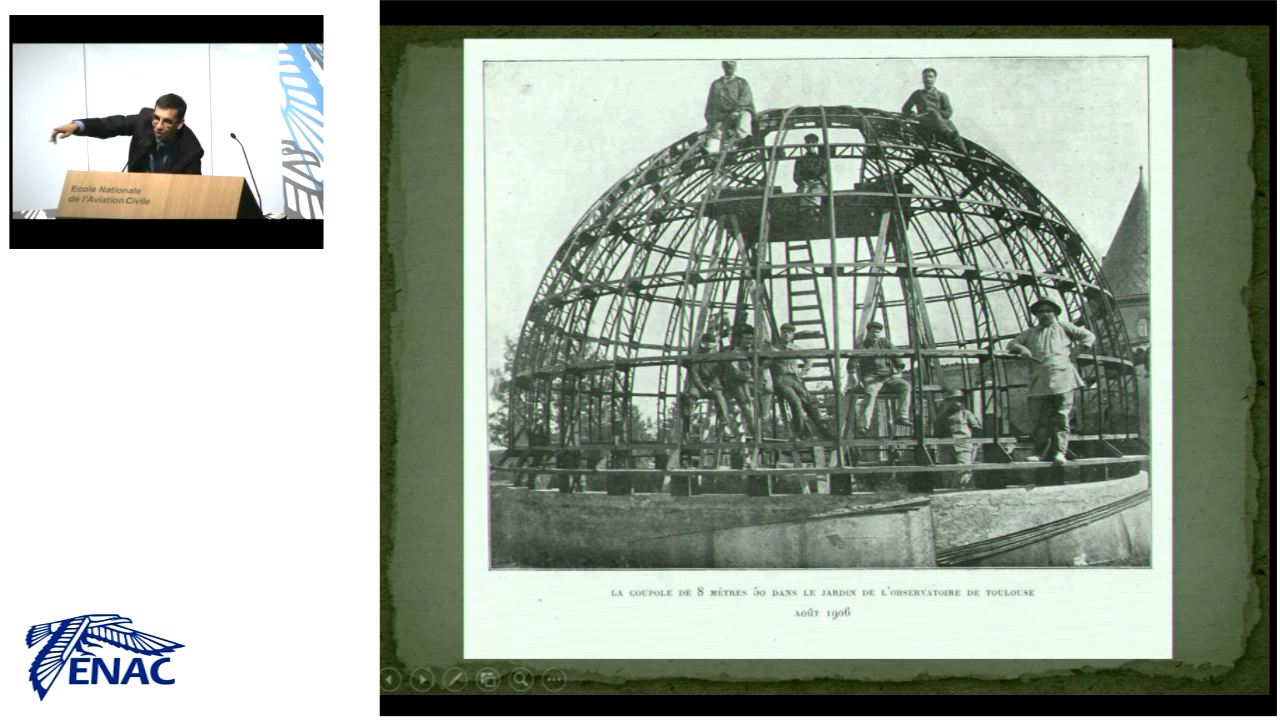 Ecole Nationale
de l'Aviation Civile
LA COUPOLE DE 8 MÈTRES 50 DANS LE JARDIN DE L'OBSERVATOIRE DE TOULOUSE
AOÛT 1906
ENAC